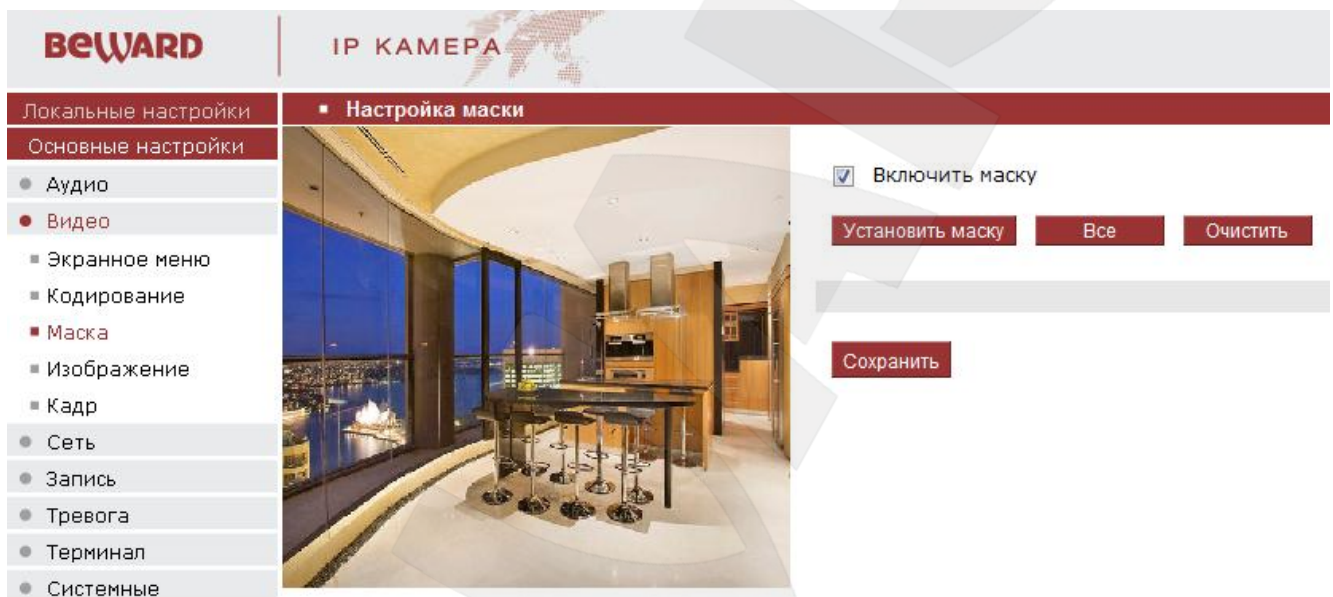 BEWARD
IP КАМЕРА
Локальные настройки
Настройка маски
Основные настройки
Аудио
Видео
Экранное меню
Кодирование
Маска
Изображение
Кадр
Сеть
Запись
Тревога
Терминал
Системные
Включить маску
Установить маску Все Очистить
Сохранить